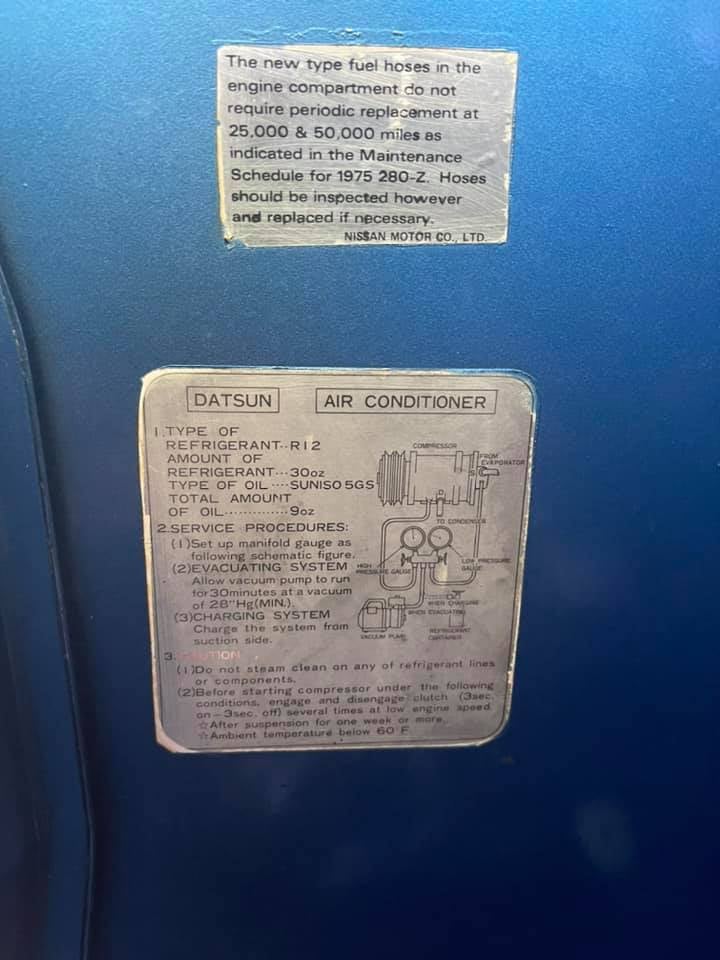 The new type fuel hoses in the
engine compartment do not
require periodic replacement at
25,000 & 50,000 miles as
indicated in the Maintenance
Schedule for 1975 280-Z. Hoses
should be inspected however
and replaced if necessary.
NISSAN MOTOR CO., LTD.
DATSUN
AIR CONDITIONER
1.TYPE OF
REFRIGERANT··R12
AMOUNT OF
REFRIGERANT···30oz
TYPE OF OIL····SUNISO 5GS
TOTAL AMOUNT
OF OIL·············9oz
2.SERVICE PROCEDURES:
(1)Set up manifold gauge as
following schematic figure.
(2)EVACUATING SYSTEM
Allow vacuum pump to run
for 30minutes at a vacuum
of 28"Hg(MIN.).
(3)CHARGING SYSTEM
Charge the system from
suction side.
COMPRESSOR
FROM
EVAPORATOR
S
TO CONDENSER
HIGH
PRESSURE GAUGE
LOW PRESSURE
GAUGE
WHEN CHARGING
WHEN EVACUATING
VACUUM PUMP
REFRIGERANT
CONTAINER
3.CAUTION
(1)Do not steam clean on any of refrigerant lines
or components.
(2)Before starting compressor under the following
conditions, engage and disengage clutch (3sec.
on-3sec. off) several times at low engine speed.
☆After suspension for one week or more.
☆Ambient temperature below 60°F.